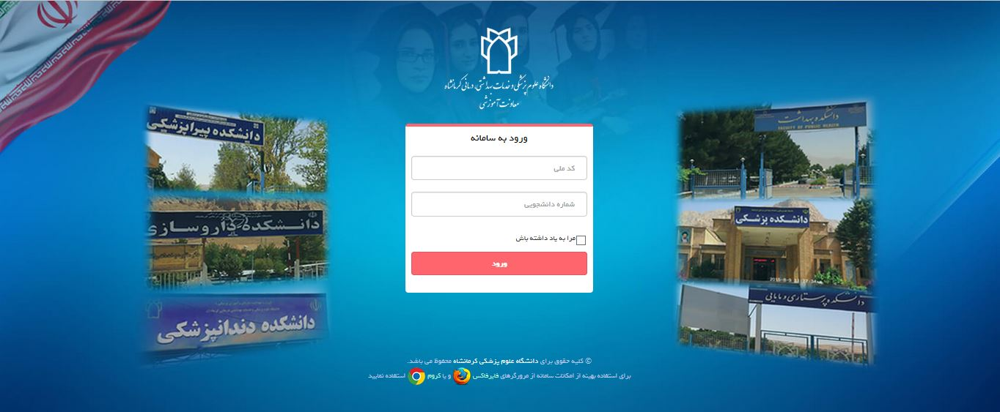 دانشگاه علوم پزشکی و خدمات بهداشتی، درمانی کرمانشاه
معاونت آموزشی
دانشکده بهداشت
FACULTY OF PUBLIC HEALTH
دانشکده پزشکی
2015-8-9
دانشکده پرستاری و مامایی
ورود به سامانه
کد ملی
شماره دانشجویی
مرا به یاد داشته باش
ورود
دانشکده پیراپزشکی
دانشکده داروسازی
دانشکده دندانپزشکی
© کلیه حقوق برای دانشگاه علوم پزشکی کرمانشاه محفوظ می باشد.
برای استفاده بهینه از امکانات سامانه از مرورگرهای فایرفاکس و یا کروم استفاده نمایید